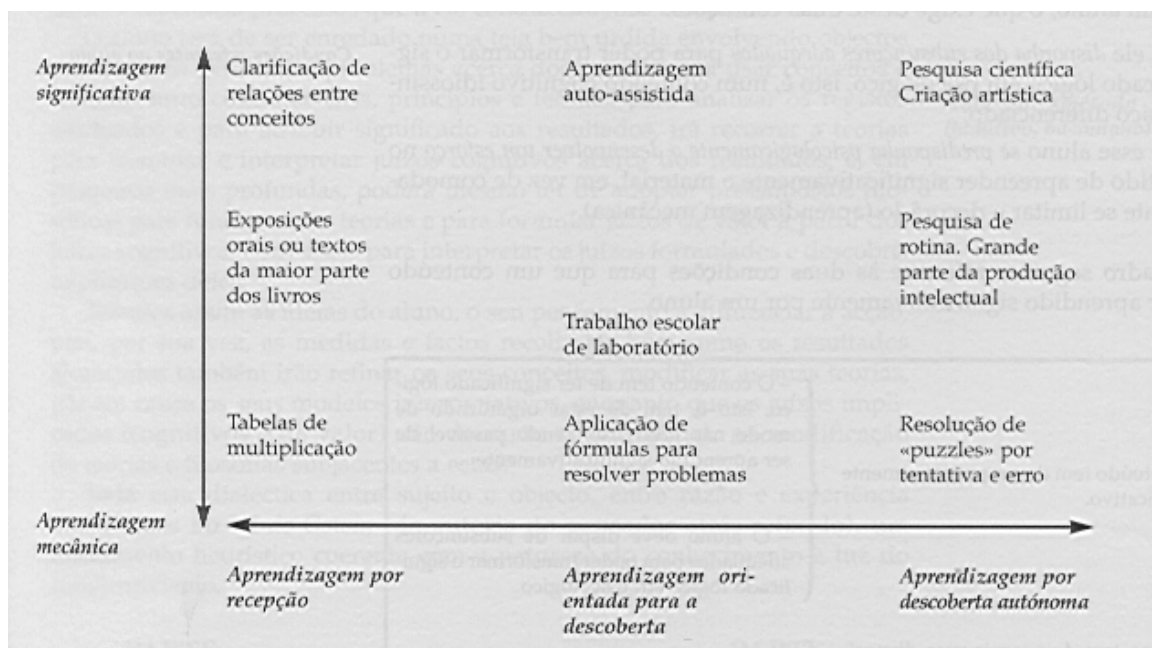 Aprendizagem
significativa
Clarificação de
relações entre
conceitos
Aprendizagem
auto-assistida
Pesquisa científica
Criação artística
Exposições
orais ou textos
da maior parte
dos livros
Pesquisa de
rotina. Grande
parte da produção
intelectual
Trabalho escolar
de laboratório
Tabelas de
multiplicação
Aplicação de
fórmulas para
resolver problemas
Resolução de
«puzzles» por
tentativa e erro
Aprendizagem
mecânica
Aprendizagem por
recepção
Aprendizagem ori-
entada para a
descoberta
Aprendizagem por
descoberta autónoma